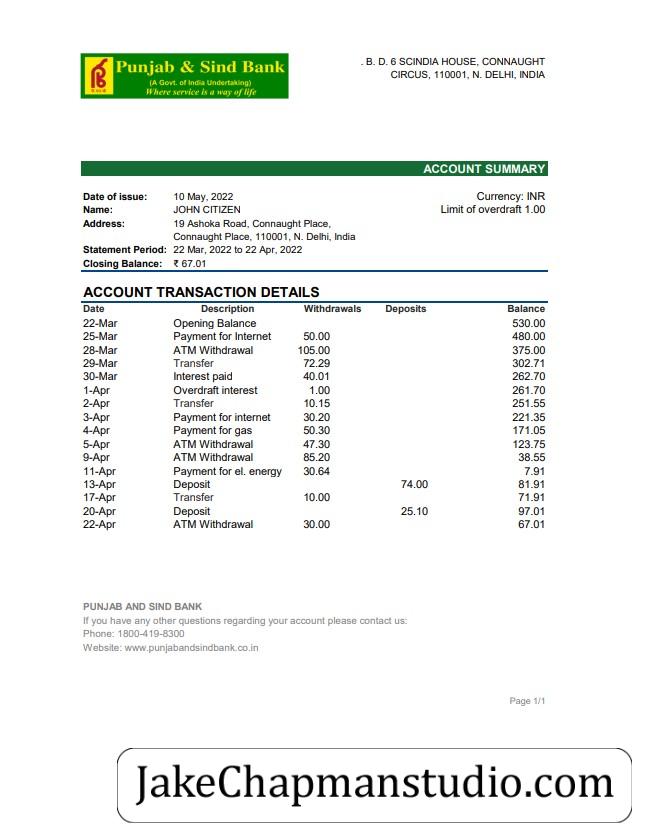 Punjab & Sind Bank
(A Govt. of India Undertaking)
Where service is a way of life
. B. D. 6 SCINDIA HOUSE, CONNAUGHT
CIRCUS, 110001, N. DELHI, INDIA
ACCOUNT SUMMARY
Date of issue: 10 May, 2022 Currency: INR
Name: JOHN CITIZEN Limit of overdraft 1.00
Address: 19 Ashoka Road, Connaught Place,
Connaught Place, 110001, N. Delhi, India
Statement Period: 22 Mar, 2022 to 22 Apr, 2022
Closing Balance: ₹ 67.01
ACCOUNT TRANSACTION DETAILS
Date Description Withdrawals Deposits Balance
22-Mar Opening Balance 530.00
25-Mar Payment for Internet 50.00 480.00
28-Mar ATM Withdrawal 105.00 375.00
29-Mar Transfer 72.29 302.71
30-Mar Interest paid 40.01 262.70
1-Apr Overdraft interest 1.00 261.70
2-Apr Transfer 10.15 251.55
3-Apr Payment for internet 30.20 221.35
4-Apr Payment for gas 50.30 171.05
5-Apr ATM Withdrawal 47.30 123.75
9-Apr ATM Withdrawal 85.20 38.55
11-Apr Payment for el. energy 30.64 7.91
13-Apr Deposit 74.00 81.91
17-Apr Transfer 10.00 71.91
20-Apr Deposit 25.10 97.01
22-Apr ATM Withdrawal 30.00 67.01
PUNJAB AND SIND BANK
If you have any other questions regarding your account please contact us:
Phone: 1800-419-8300
Website: www.punjabandsindbank.co.in
Page 1/1
JakeChapmanstudio.com